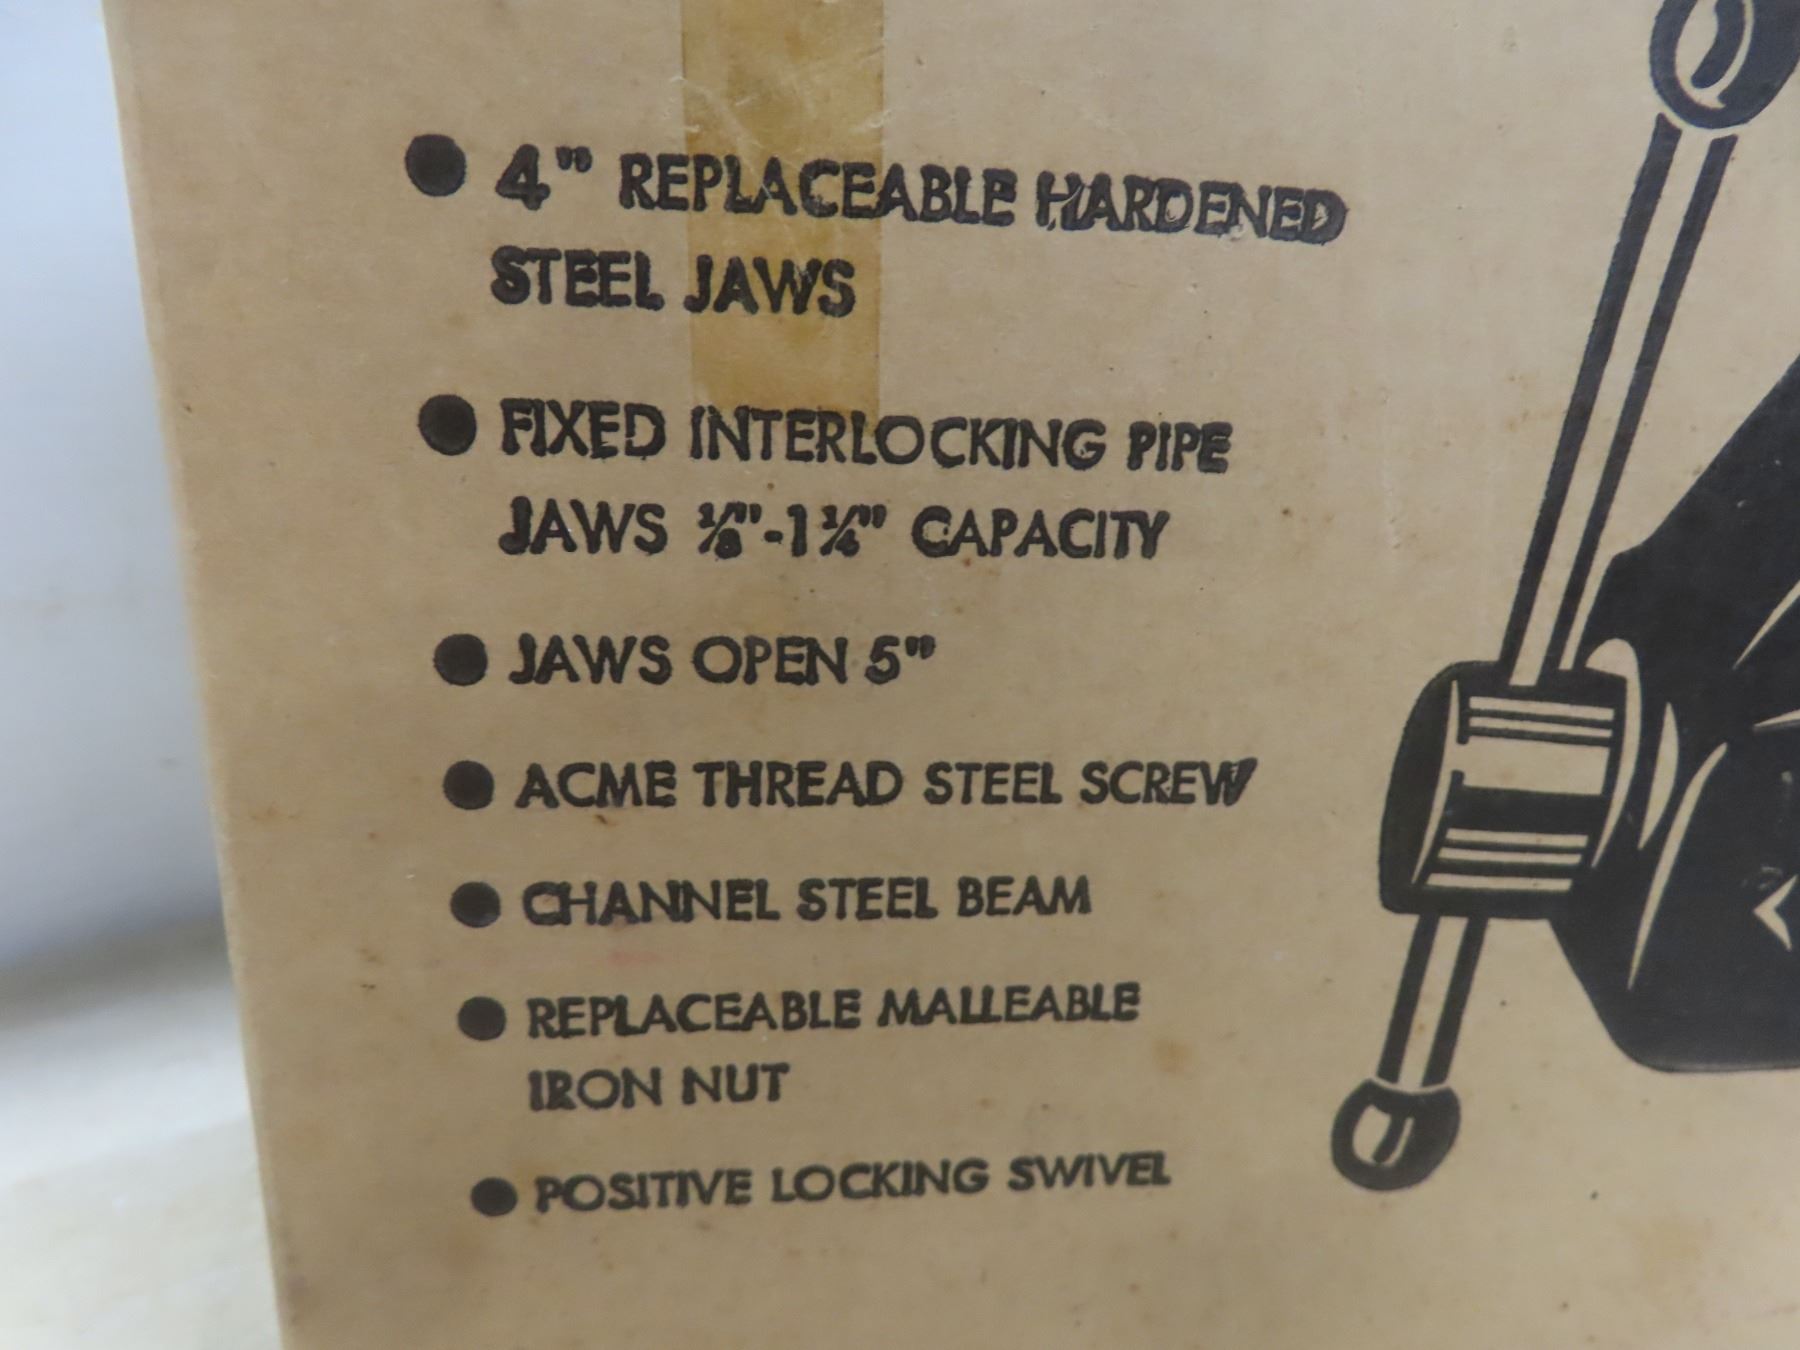 ● 4" REPLACEABLE HARDENED
STEEL JAWS
● FIXED INTERLOCKING PIPE
JAWS ⅛"-1¼" CAPACITY
● JAWS OPEN 5"
● ACME THREAD STEEL SCREW
● CHANNEL STEEL BEAM
● REPLACEABLE MALLEABLE
IRON NUT
● POSITIVE LOCKING SWIVEL